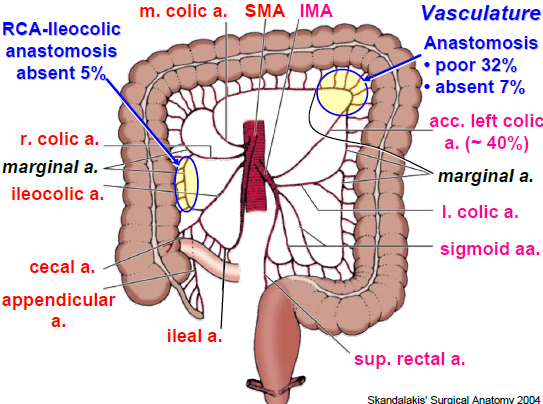 m. colic a. SMA IMA
Vasculature
RCA-Ileocolic
anastomosis
absent 5%
Anastomosis
• poor 32%
• absent 7%
acc. left colic
a. (~ 40%)
r. colic a.
marginal a.
ileocolic a.
marginal a.
l. colic a.
sigmoid aa.
cecal a.
appendicular
a.
ileal a.
sup. rectal a.
Skandalakis' Surgical Anatomy 2004